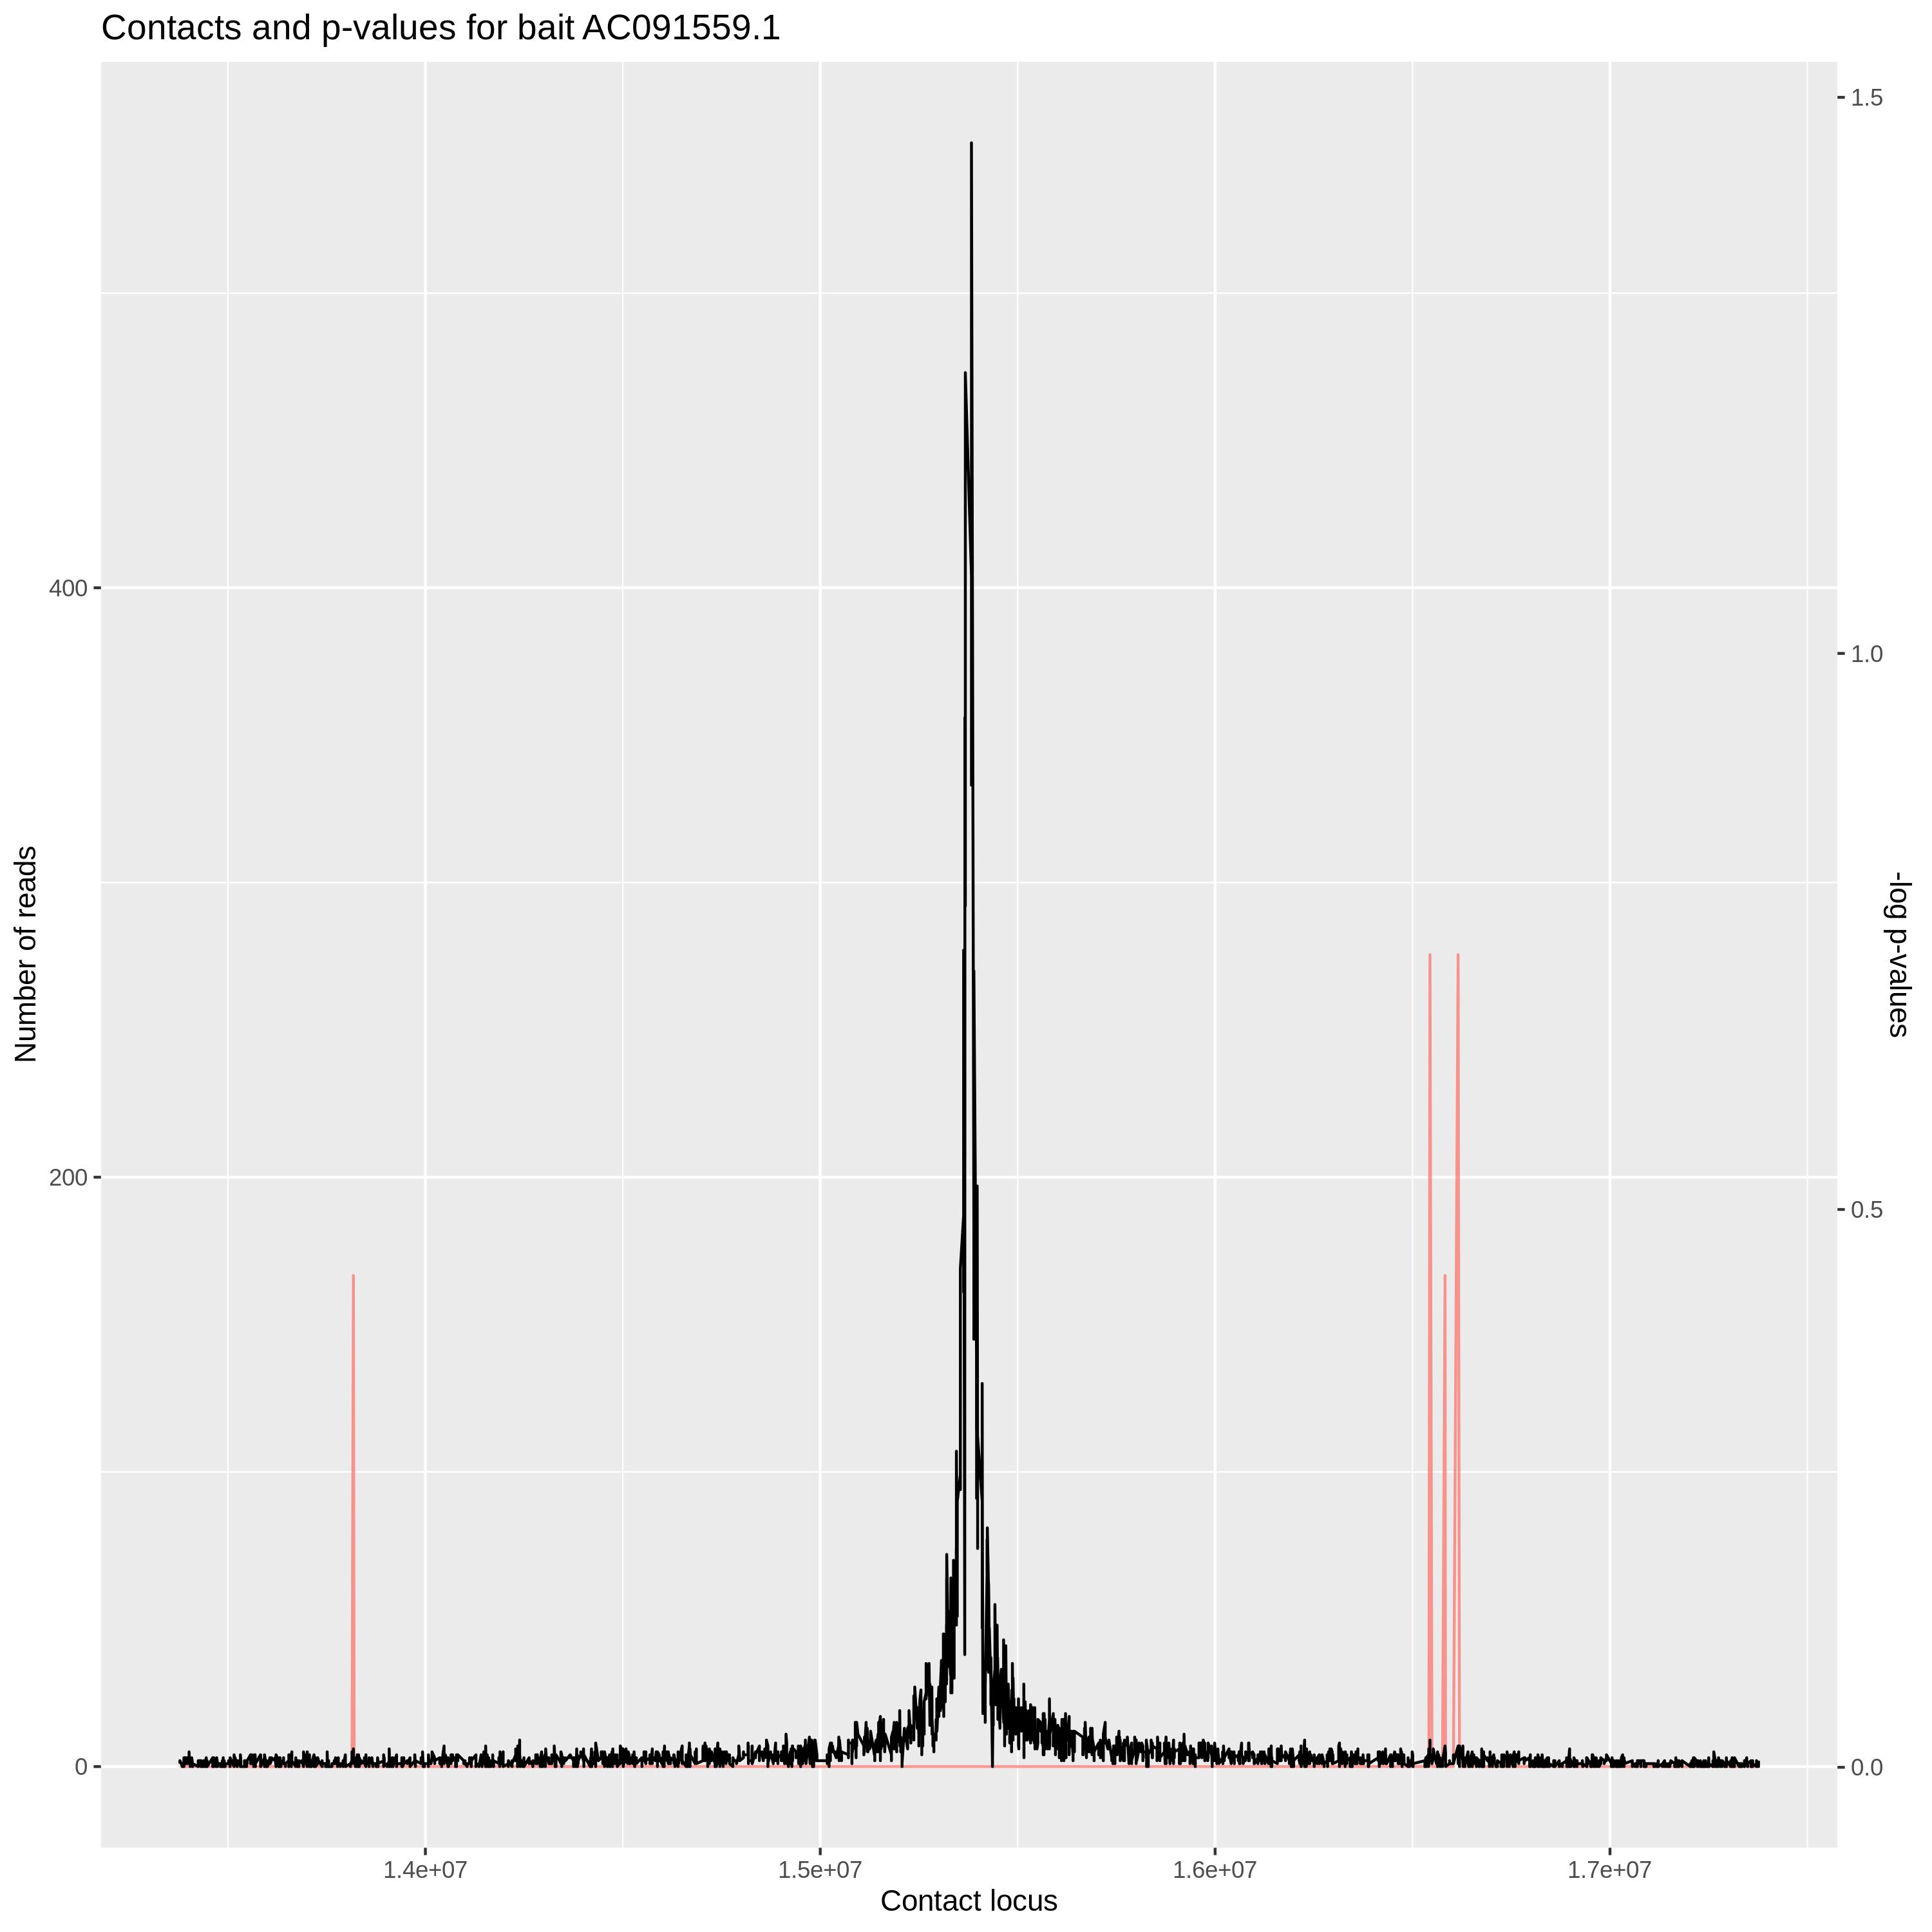 Contacts and p-values for bait AC091559.1
1.5
400
1.0
Number of reads
-log p-values
200
0.5
0
0.0
1.4e+07
1.5e+07
1.6e+07
1.7e+07
Contact locus